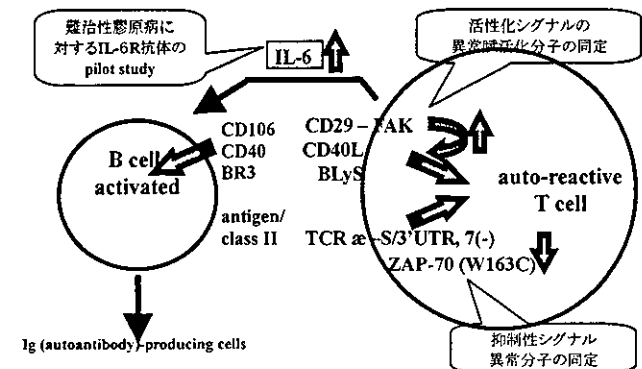 難治性膠原病に
対するIL-6R抗体の
pilot study
IL-6
活性化シグナルの
異常賦活化分子の同定
CD106
CD40
BR3
CD29 – FAK
CD40L
BLyS
B cell
activated
auto-reactive
T cell
antigen/
class II
TCR æ –S/3'UTR, 7(-)
ZAP-70 (W163C)
Ig (autoantibody)-producing cells
抑制性シグナル
異常分子の同定